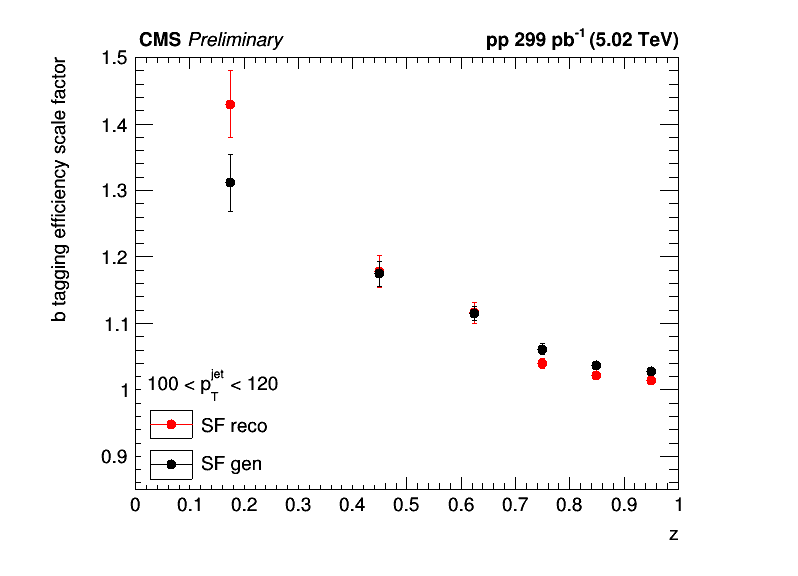 CMS Preliminary
pp 299 pb⁻¹ (5.02 TeV)
b tagging efficiency scale factor
1.5
1.4
1.3
1.2
1.1
1
0.9
100 < p_T^jet < 120
SF reco
SF gen
0 0.1 0.2 0.3 0.4 0.5 0.6 0.7 0.8 0.9 1
z